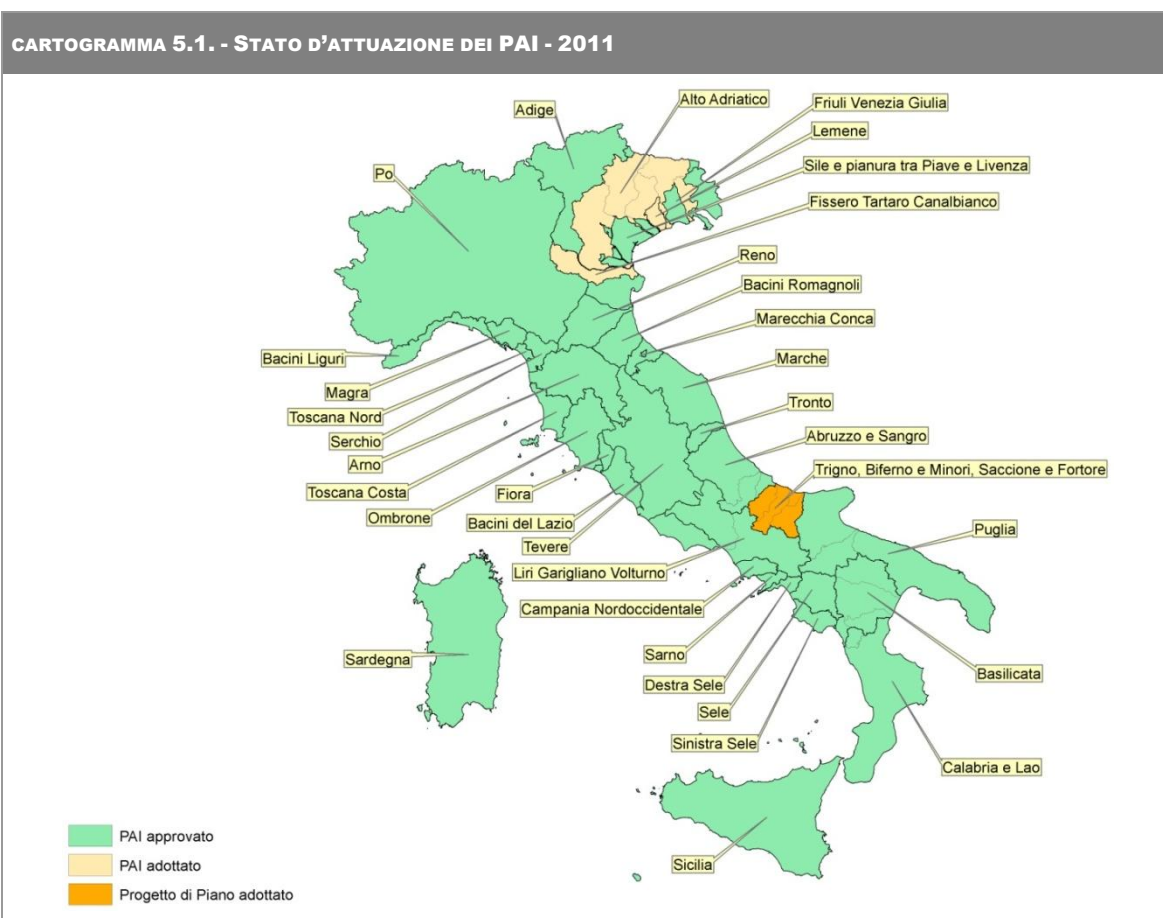 CARTOGRAMMA 5.1. - STATO D'ATTUAZIONE DEI PAI - 2011
Adige
Alto Adriatico
Friuli Venezia Giulia
Lemene
Sile e pianura tra Piave e Livenza
Fissero Tartaro Canalbianco
Po
Reno
Bacini Romagnoli
Marecchia Conca
Marche
Tronto
Abruzzo e Sangro
Trigno, Biferno e Minori, Saccione e Fortore
Puglia
Bacini Liguri
Magra
Toscana Nord
Serchio
Arno
Toscana Costa
Ombrone
Fiora
Bacini del Lazio
Tevere
Liri Garigliano Volturno
Campania Nordoccidentale
Sarno
Destra Sele
Sele
Sinistra Sele
Sardegna
Basilicata
Calabria e Lao
Sicilia
PAI approvato
PAI adottato
Progetto di Piano adottato